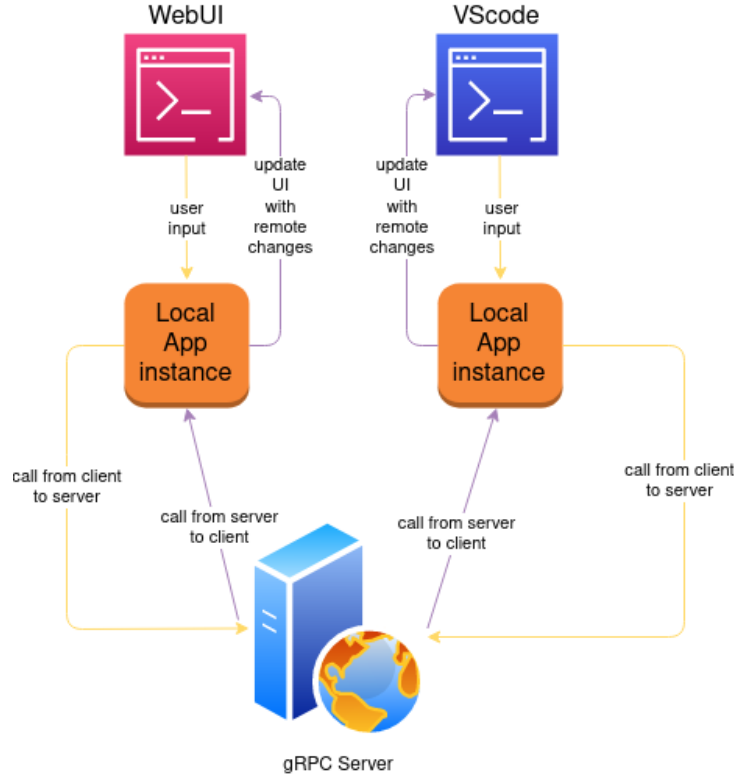 WebUI
VScode
update
UI
with
remote
changes
update
UI
with
remote
changes
user
input
user
input
Local
App
instance
Local
App
instance
call from client
to server
call from client
to server
call from server
to client
call from server
to client
gRPC Server